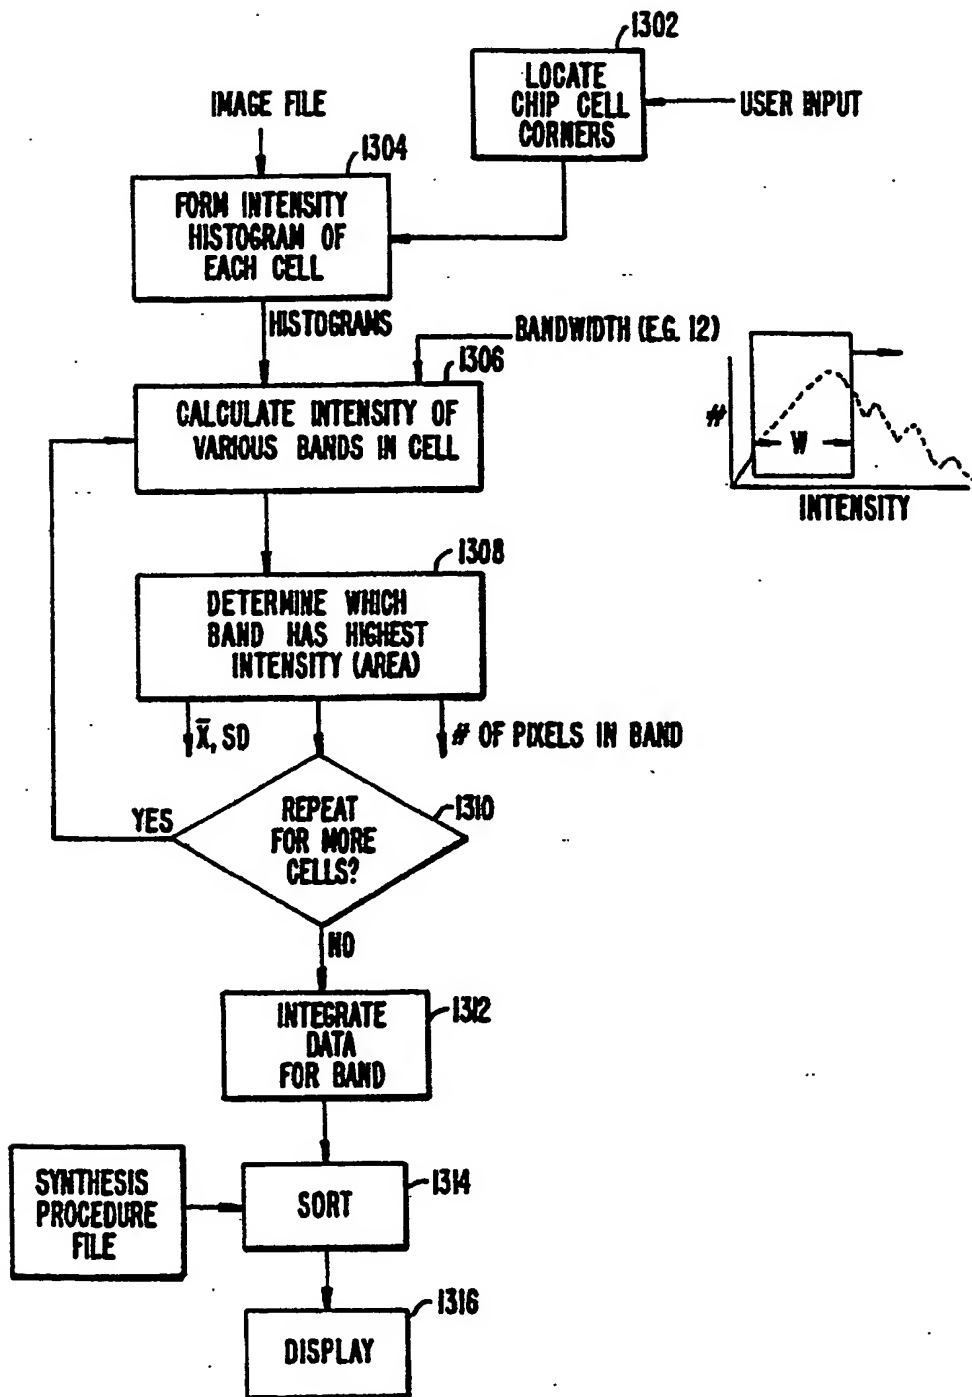 1302
LOCATE
CHIP CELL
CORNERS
USER INPUT
IMAGE FILE
1304
FORM INTENSITY
HISTOGRAM OF
EACH CELL
HISTOGRAMS
BANDWIDTH (E.G. 12)
1306
CALCULATE INTENSITY OF
VARIOUS BANDS IN CELL
#
W
INTENSITY
1308
DETERMINE WHICH
BAND HAS HIGHEST
INTENSITY (AREA)
X̄, SD
# OF PIXELS IN BAND
YES
REPEAT
FOR MORE
CELLS?
1310
NO
INTEGRATE
DATA
FOR BAND
1312
SYNTHESIS
PROCEDURE
FILE
SORT
1314
DISPLAY
1316